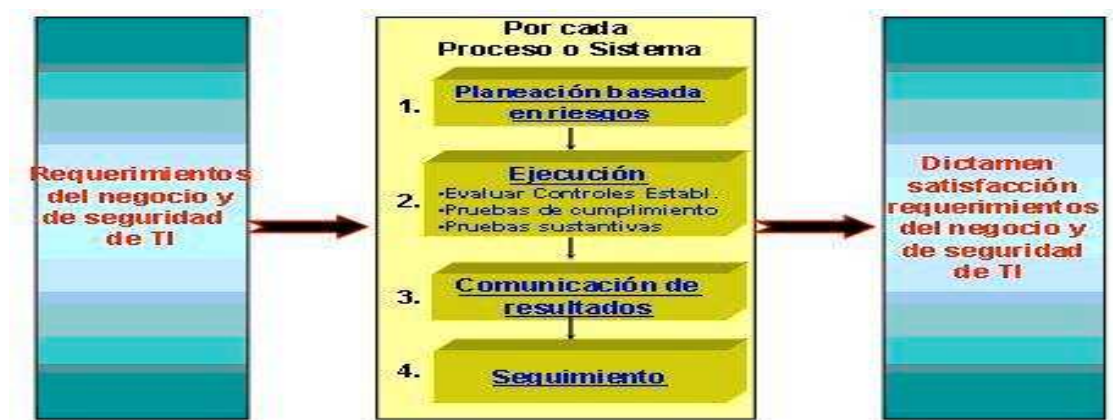 Requerimientos
del negocio y
de seguridad
de TI
Por cada
Proceso o Sistema
1.
Planeación basada
en riesgos
2.
Ejecución
•Evaluar Controles Establ.
•Pruebas de cumplimiento
•Pruebas sustantivas
3.
Comunicación de
resultados
4.
Seguimiento
Dictamen
satisfacción
requerimientos
del negocio y
de seguridad
de TI